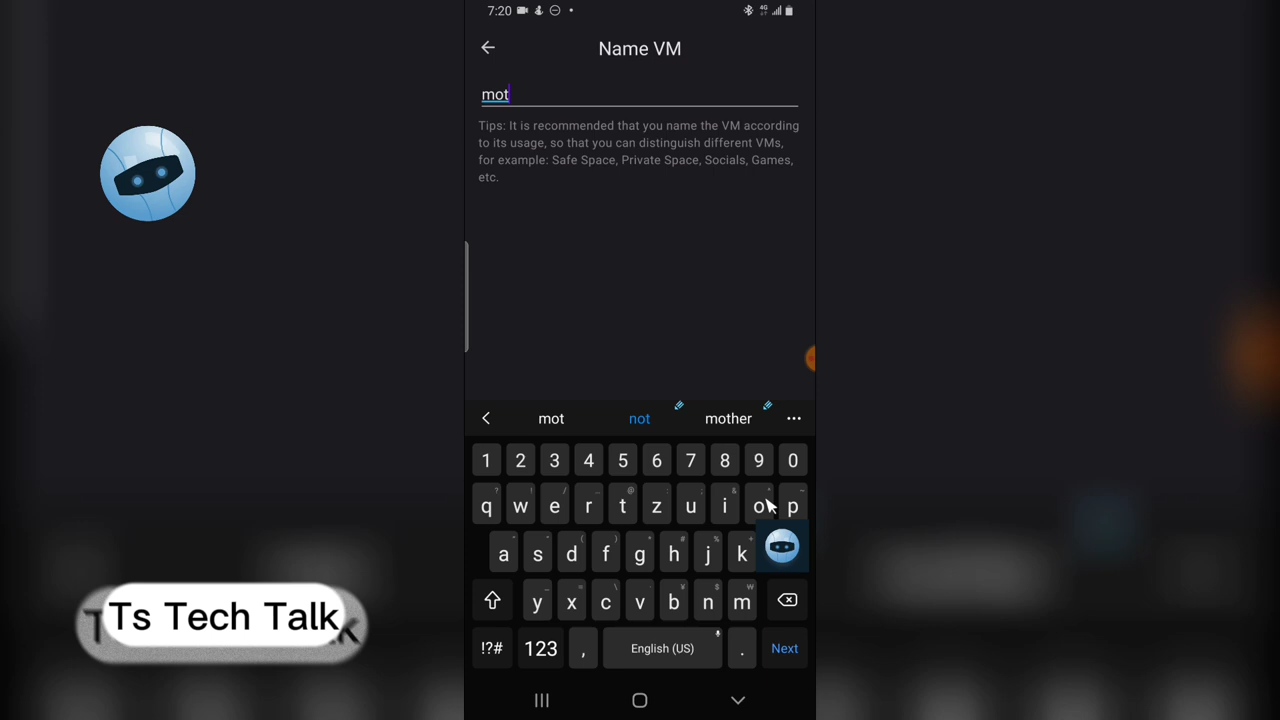 7:20
4G
Name VM
mot
Tips: It is recommended that you name the VM according
to its usage, so that you can distinguish different VMs,
for example: Safe Space, Private Space, Socials, Games,
etc.
mot not mother
1 2 3 4 5 6 7 8 9 0
q w e r t z u i o p
a s d f g h j k
y x c v b n m
!?# 123 , English (US) . Next
Ts Tech Talk